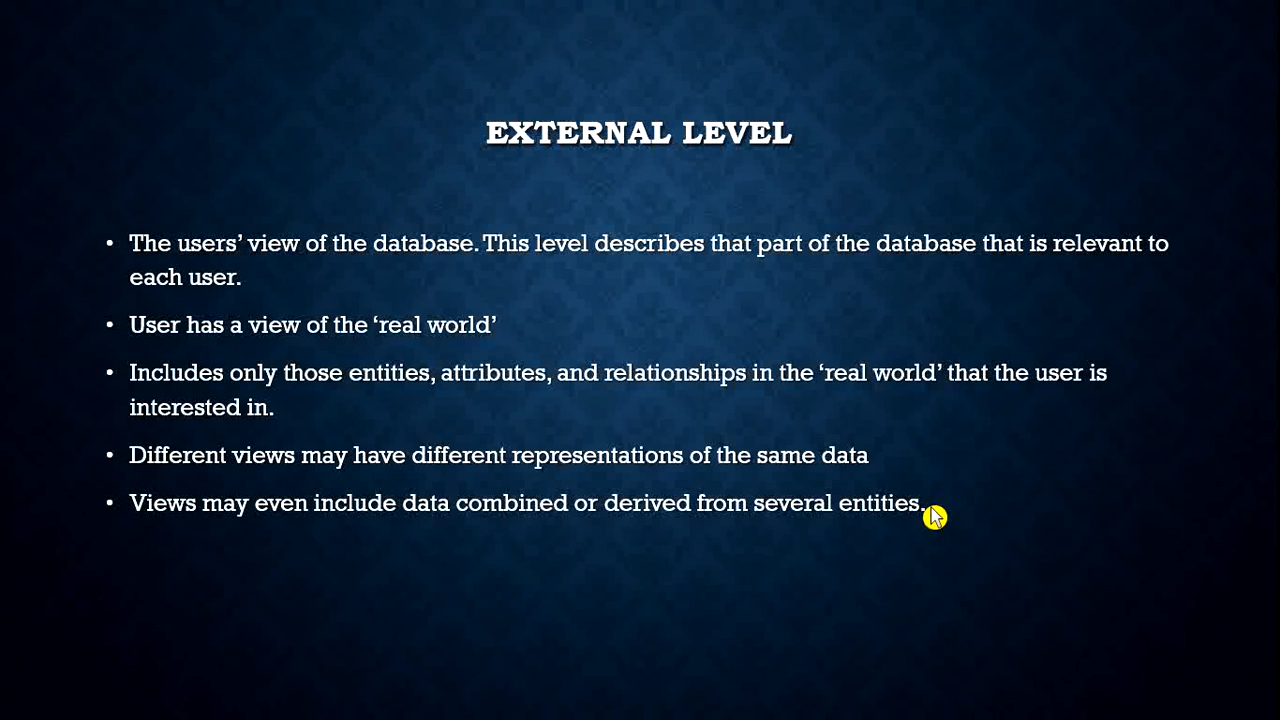 EXTERNAL LEVEL
• The users’ view of the database. This level describes that part of the database that is relevant to
each user.
• User has a view of the ‘real world’
• Includes only those entities, attributes, and relationships in the ‘real world’ that the user is
interested in.
• Different views may have different representations of the same data
• Views may even include data combined or derived from several entities.